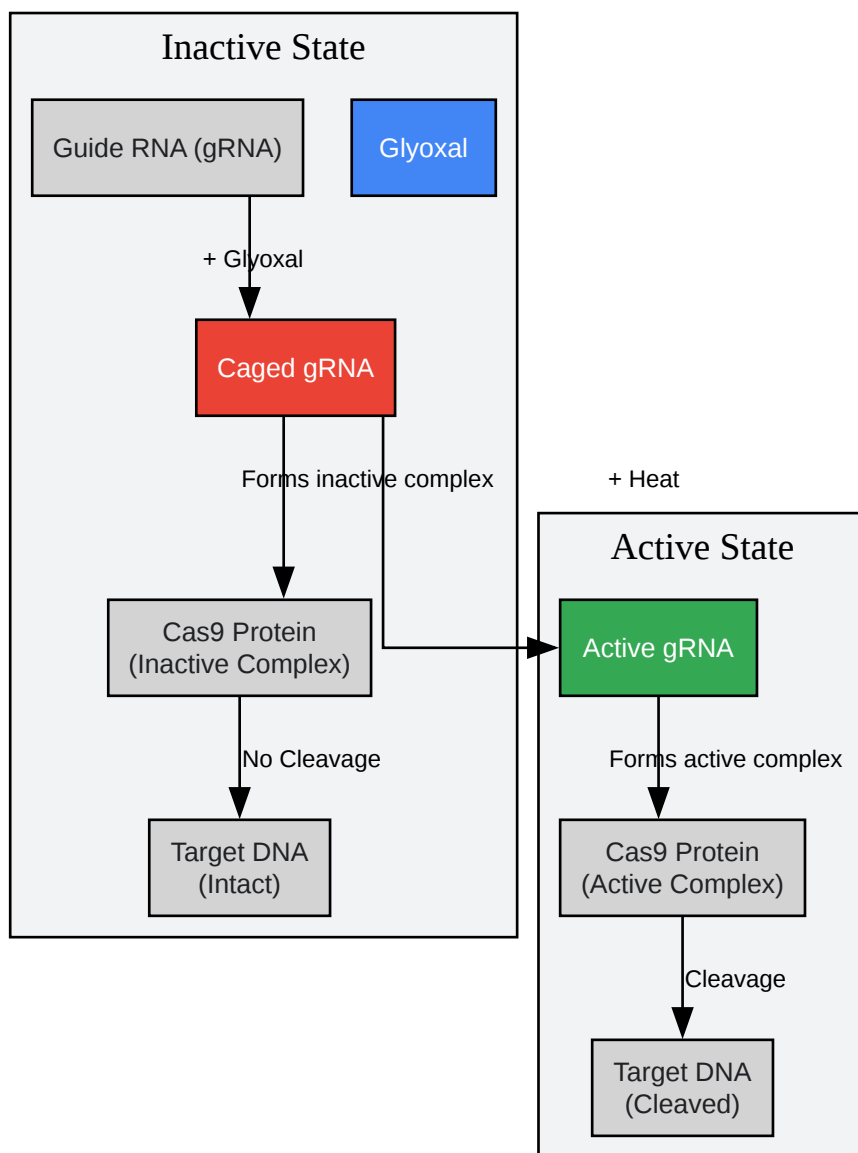 Inactive State
Guide RNA (gRNA)
Glyoxal
+ Glyoxal
Caged gRNA
Forms inactive complex
+ Heat
Active State
Cas9 Protein
(Inactive Complex)
Active gRNA
No Cleavage
Forms active complex
Target DNA
(Intact)
Cas9 Protein
(Active Complex)
Cleavage
Target DNA
(Cleaved)